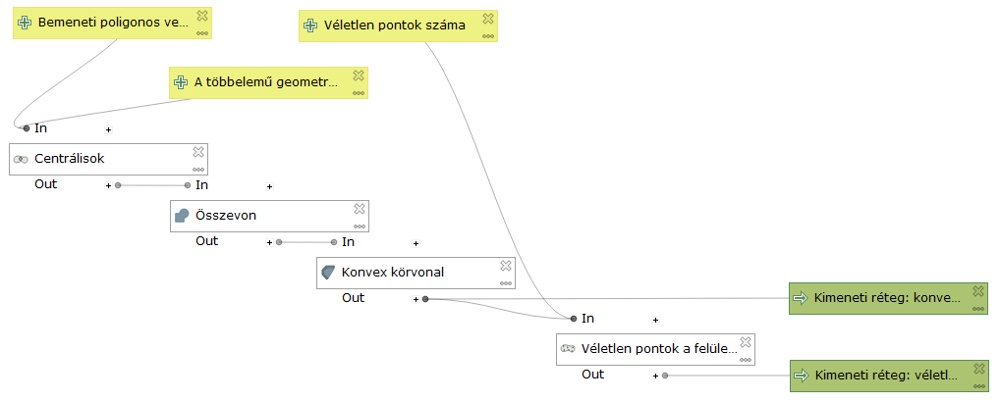 Bemeneti poligonos ve...
Véletlen pontok száma
A többelemű geometr...
In
Centrálisok
Out
In
Összevon
Out
In
Konvex körvonal
Out
Kimeneti réteg: konve...
In
Véletlen pontok a felüle...
Out
Kimeneti réteg: véletl...